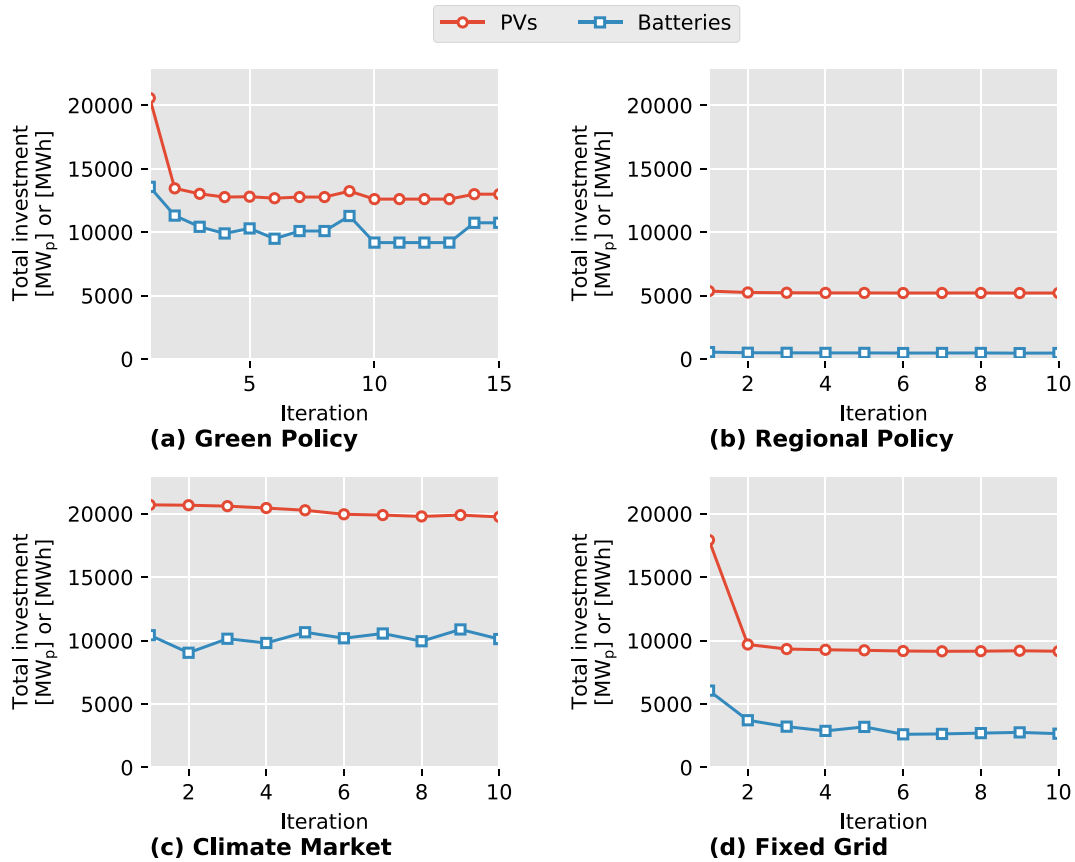 PVs Batteries
Total investment
[MWp] or [MWh]
20000
15000
10000
5000
0
5 10 15
Iteration
(a) Green Policy
Total investment
[MWp] or [MWh]
20000
15000
10000
5000
0
2 4 6 8 10
Iteration
(b) Regional Policy
Total investment
[MWp] or [MWh]
20000
15000
10000
5000
0
2 4 6 8 10
Iteration
(c) Climate Market
Total investment
[MWp] or [MWh]
20000
15000
10000
5000
0
2 4 6 8 10
Iteration
(d) Fixed Grid